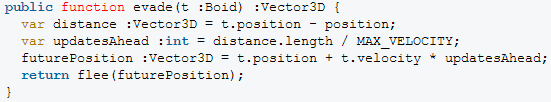 public function evade(t :Boid) :Vector3D {
  var distance :Vector3D = t.position - position;
  var updatesAhead :int = distance.length / MAX_VELOCITY;
  futurePosition :Vector3D = t.position + t.velocity * updatesAhead;
  return flee(futurePosition);
}